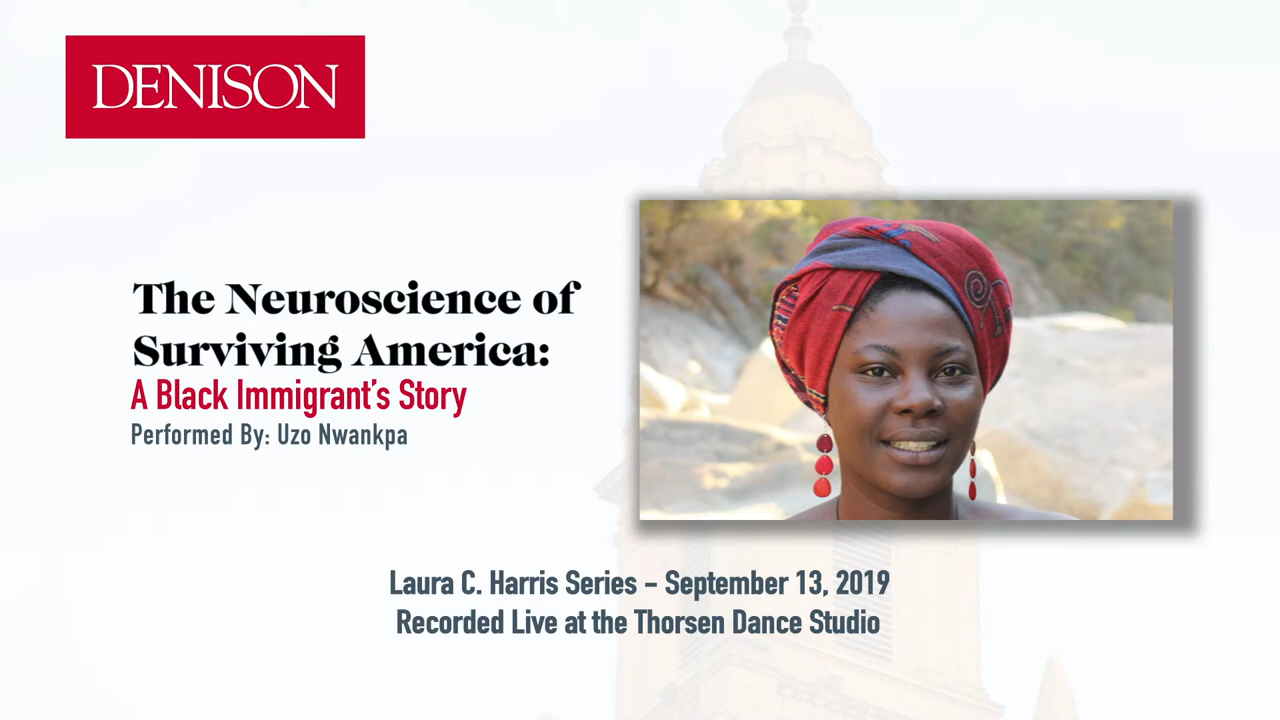 DENISON
The Neuroscience of
Surviving America:
A Black Immigrant's Story
Performed By: Uzo Nwankpa
Laura C. Harris Series – September 13, 2019
Recorded Live at the Thorsen Dance Studio